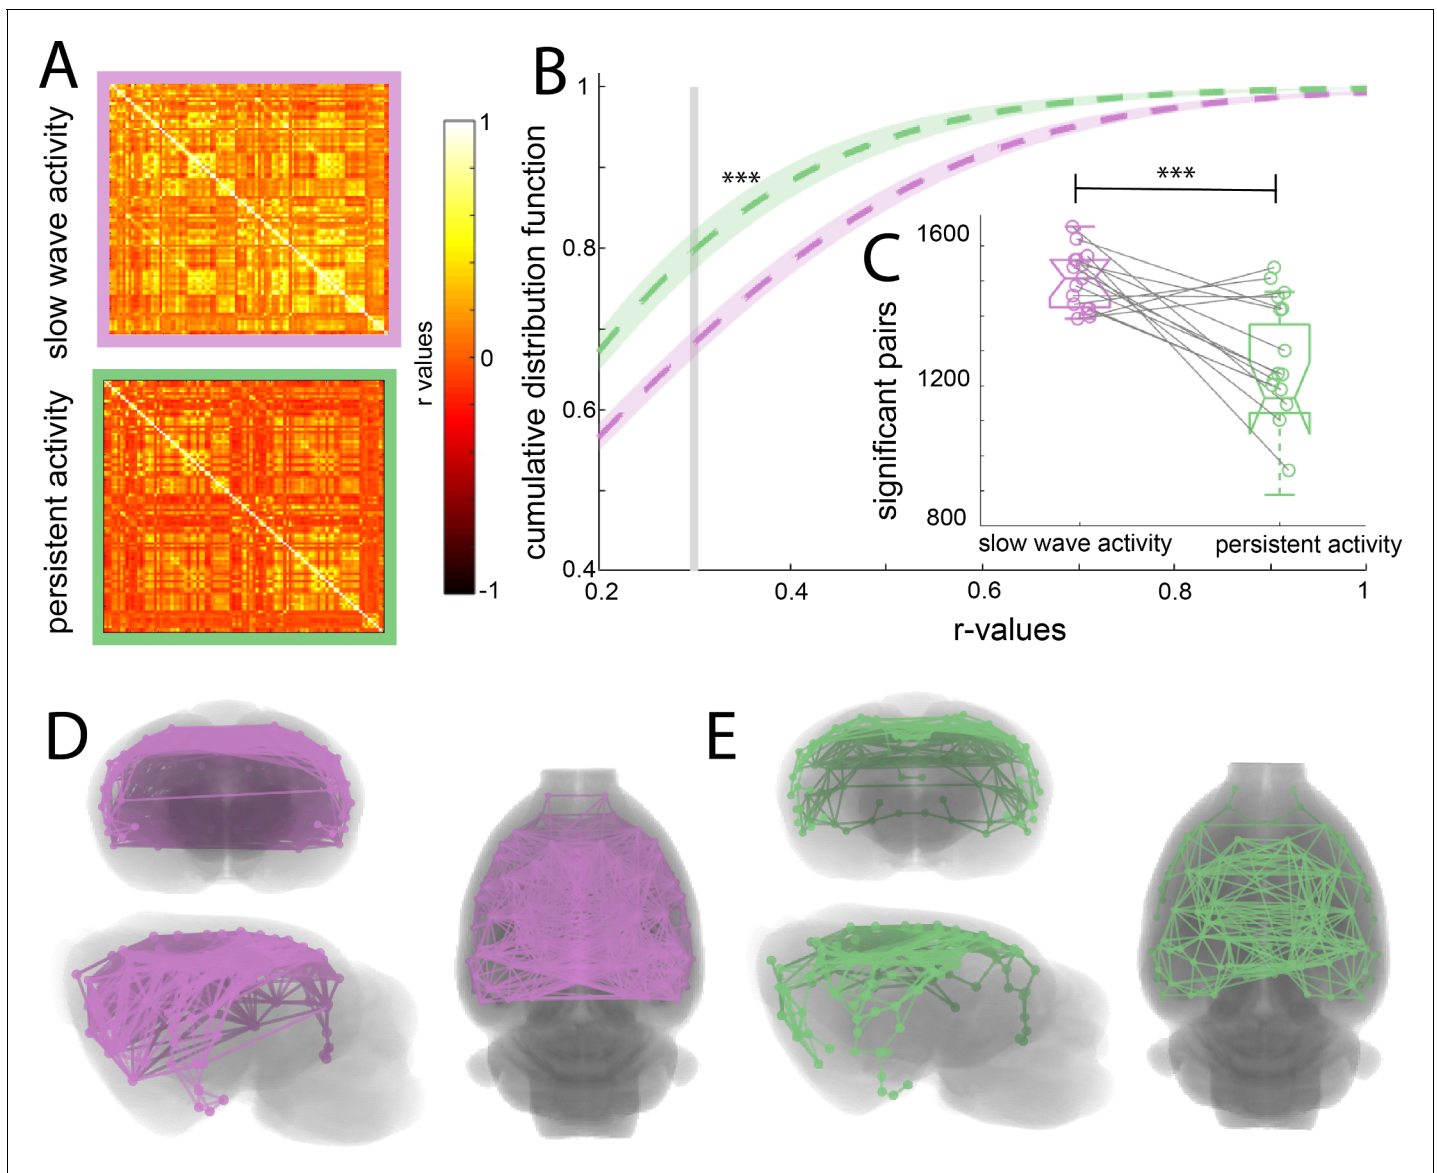 A
slow wave activity
persistent activity
1
0
-1
r values
B
cumulative distribution function
1
0.8
0.6
0.4
0.2
0.4
0.6
0.8
1
r-values
***
***
C
significant pairs
1600
1200
800
slow wave activity
persistent activity
D
E